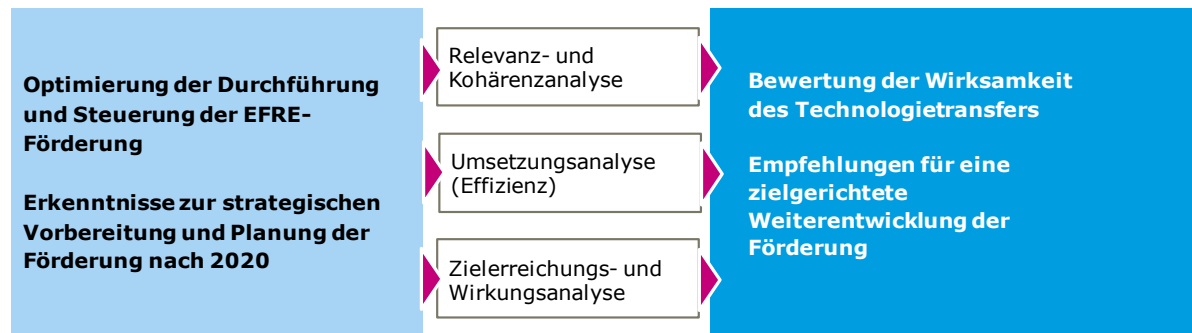 Optimierung der Durchführung
und Steuerung der EFRE-
Förderung
Erkenntnisse zur strategischen
Vorbereitung und Planung der
Förderung nach 2020
Relevanz- und
Kohärenzanalyse
Umsetzungsanalyse
(Effizienz)
Zielerreichungs- und
Wirkungsanalyse
Bewertung der Wirksamkeit
des Technologietransfers
Empfehlungen für eine
zielgerichtete
Weiterentwicklung der
Förderung